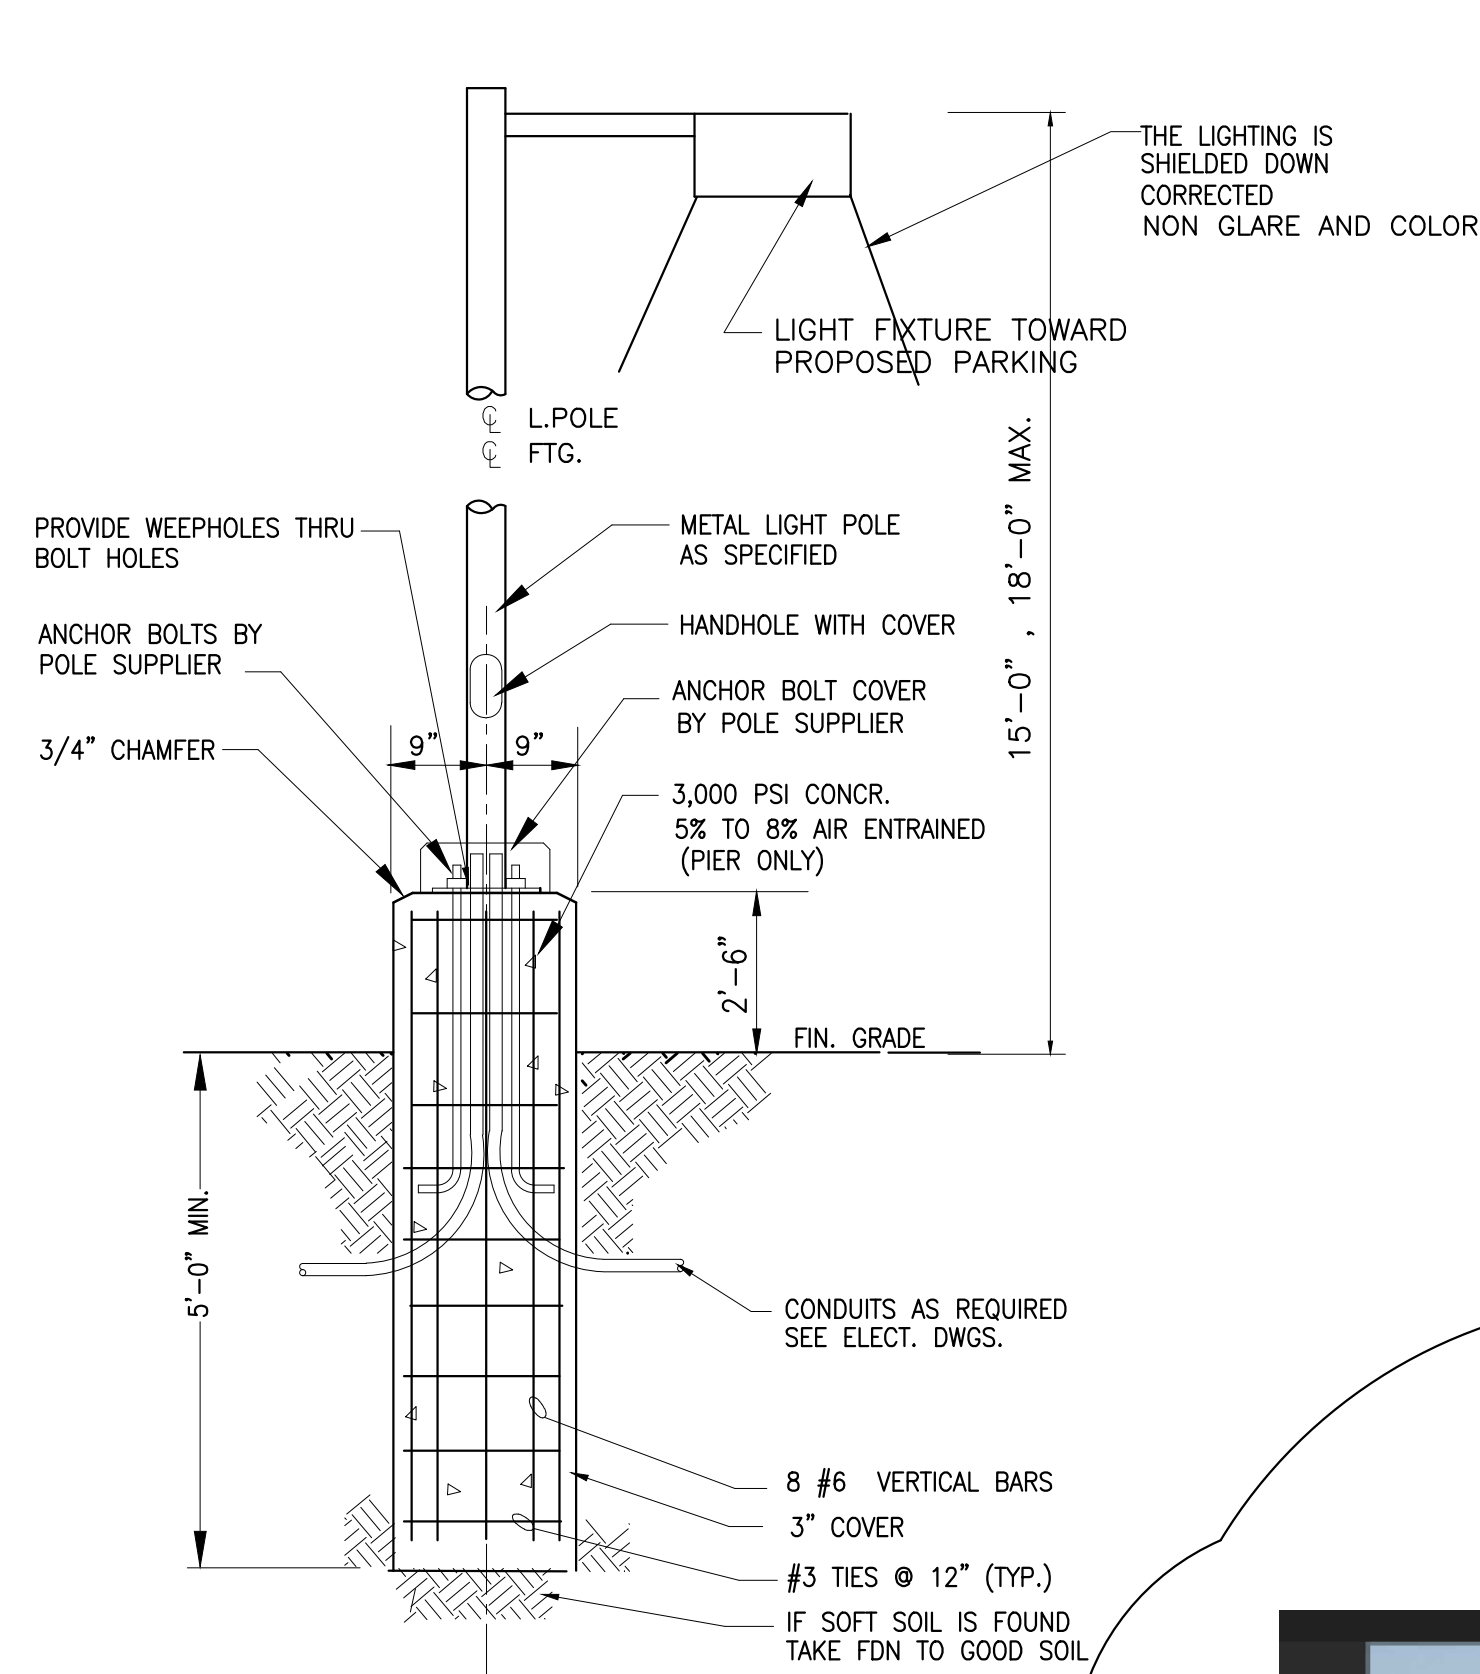 THE LIGHTING IS
SHIELDED DOWN
CORRECTED
NON GLARE AND COLOR
LIGHT FIXTURE TOWARD
PROPOSED PARKING
℄ L.POLE
℄ FTG.
15'-0" , 18'-0" MAX.
PROVIDE WEEPHOLES THRU
BOLT HOLES
METAL LIGHT POLE
AS SPECIFIED
ANCHOR BOLTS BY
POLE SUPPLIER
HANDHOLE WITH COVER
ANCHOR BOLT COVER
BY POLE SUPPLIER
3/4" CHAMFER
9"
9"
3,000 PSI CONCR.
5% TO 8% AIR ENTRAINED
(PIER ONLY)
2'-6"
FIN. GRADE
5'-0" MIN.
CONDUITS AS REQUIRED
SEE ELECT. DWGS.
8 #6 VERTICAL BARS
3" COVER
#3 TIES @ 12" (TYP.)
IF SOFT SOIL IS FOUND
TAKE FDN TO GOOD SOIL